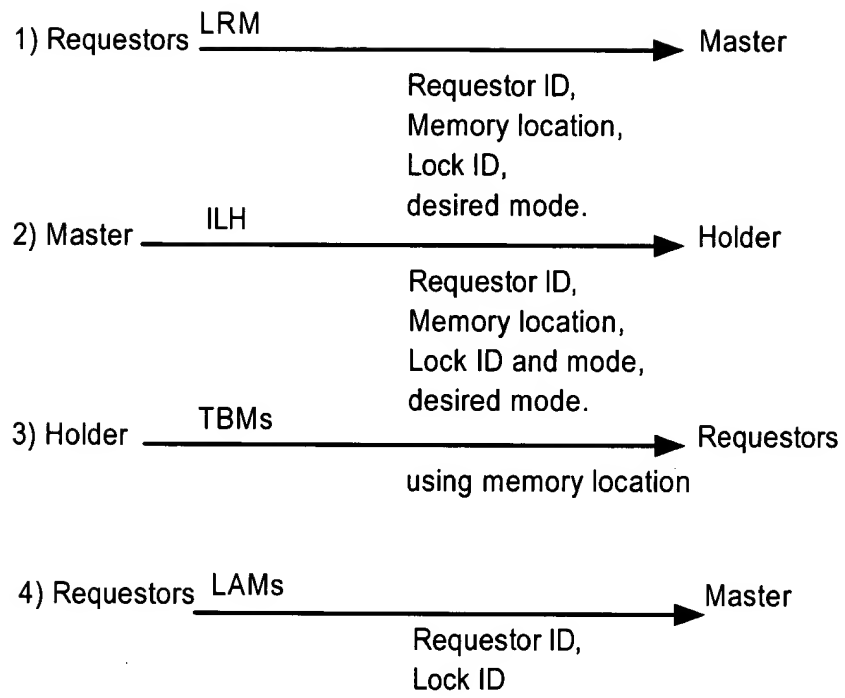 1) Requestors LRM Master
Requestor ID,
Memory location,
Lock ID,
desired mode.
2) Master ILH Holder
Requestor ID,
Memory location,
Lock ID and mode,
desired mode.
3) Holder TBMs Requestors
using memory location
4) Requestors LAMs Master
Requestor ID,
Lock ID